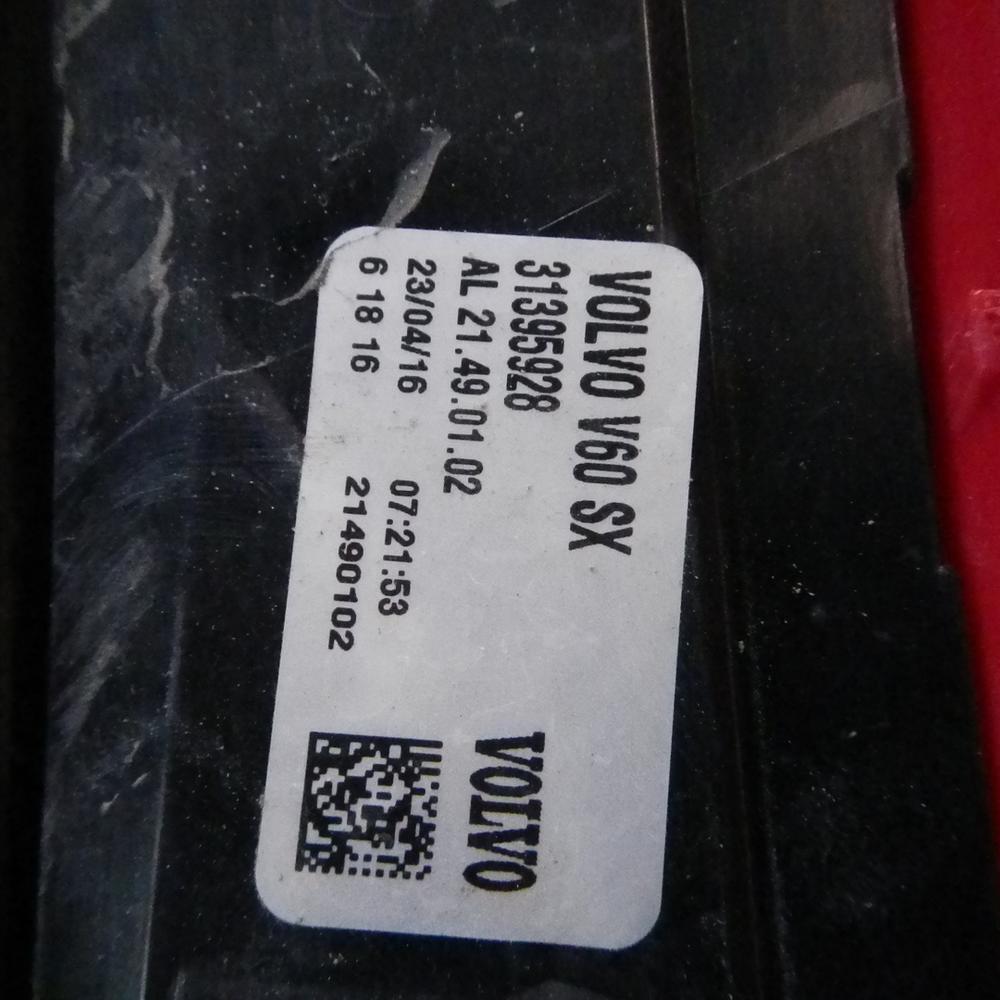 VOLVO V60 SX
31395928
AL 21.49.01.02
23/04/16 07:21:53
6 18 16 21490102
VOLVO